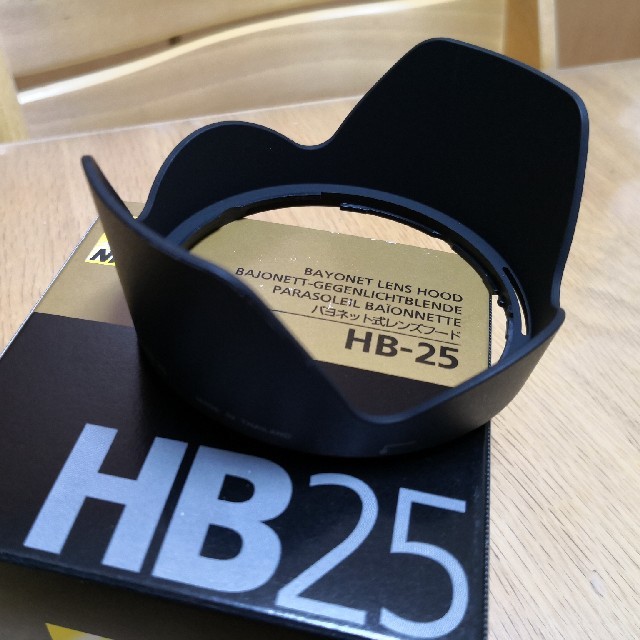 BAYONET LENS HOOD
BAJONETT-GEGENLICHTBLENDE
PARASOLEIL BAÏONNETTE
バヨネット式レンズフード
HB-25
HB25